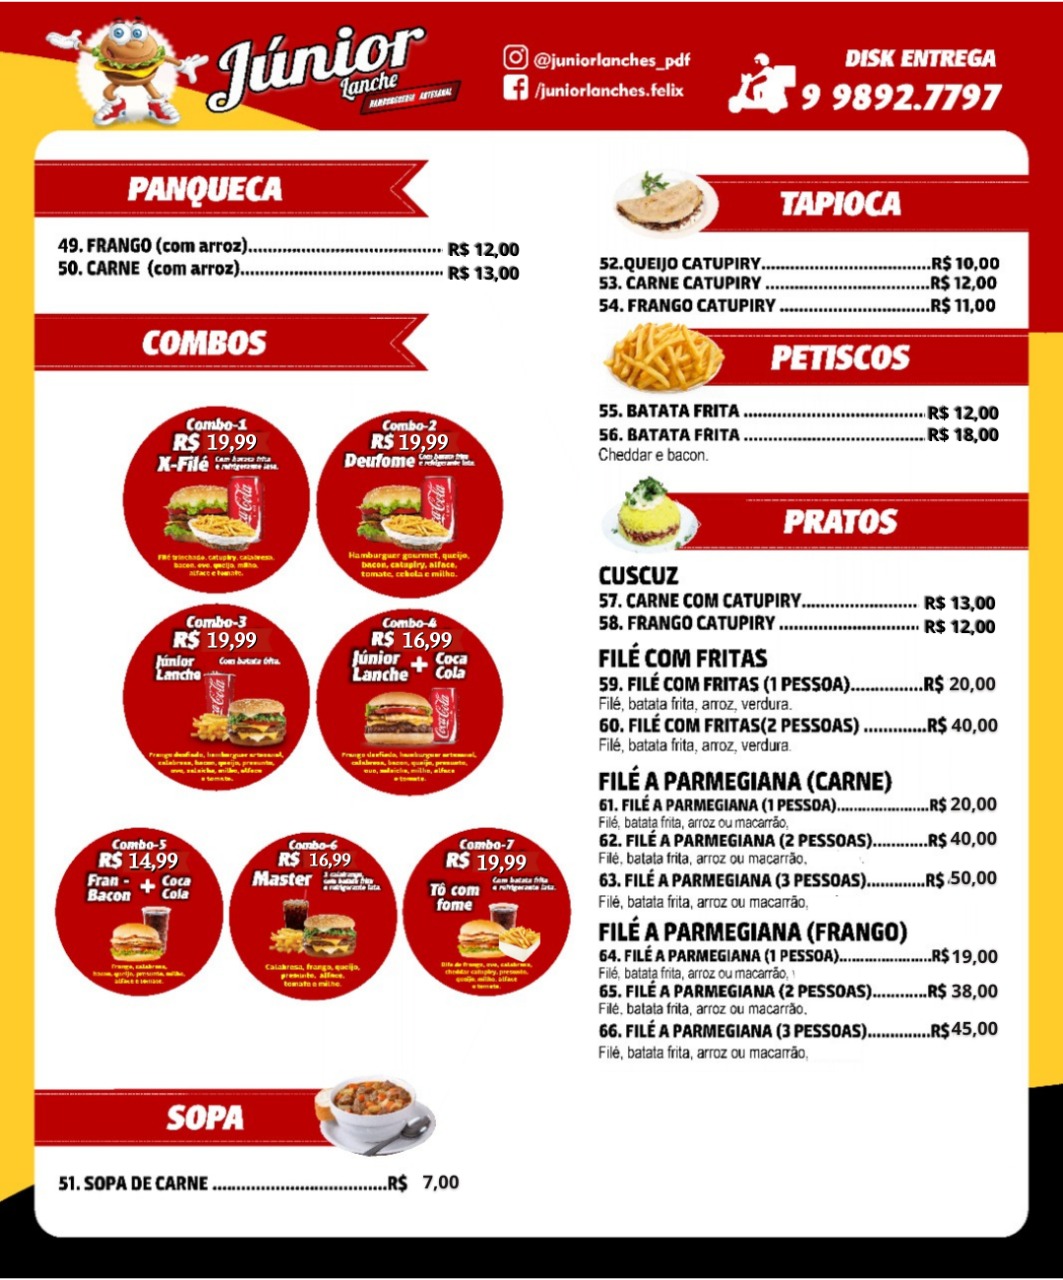 Júnior
Lanche
HAMBURGUERIA ARTESANAL
@juniorlanches_pdf
/juniorlanches.felix
DISK ENTREGA
9 9892.7797
PANQUECA
49. FRANGO (com arroz)........................................ R$ 12,00
50. CARNE (com arroz).......................................... R$ 13,00
COMBOS
Combo-1
R$ 19,99
X-Filé
Com batata frita
e refrigerante lata.
Coca-Cola
Filé trinchado, catupiry, calabresa,
bacon, ovo, queijo, milho,
alface e tomate.
Combo-2
R$ 19,99
Deufome
Com batata frita
e refrigerante lata.
Coca-Cola
Hamburguer gourmet, queijo,
bacon, catupiry, alface,
tomate, cebola e milho.
Combo-3
R$ 19,99
Júnior
Lanche
Com batata frita.
Coca-Cola
Frango desfiado, hamburguer artesanal,
calabresa, bacon, queijo, presunto,
ovo, salsicha, milho, alface
e tomate.
Combo-4
R$ 16,99
Júnior
Lanche
+
Coca
Cola
Coca-Cola
Frango desfiado, hamburguer artesanal,
calabresa, bacon, queijo, presunto,
ovo, salsicha, milho, alface
e tomate.
Combo-5
R$ 14,99
Fran -
Bacon
+
Coca
Cola
Frango, calabresa,
bacon, queijo, presunto, milho,
alface e tomate.
Combo-6
R$ 16,99
Master
com batata frita
e refrigerante lata.
Calabresa, frango, queijo,
presunto, alface,
tomate e milho.
Combo-7
R$ 19,99
Tô com
fome
Com batata frita
e refrigerante lata.
Bife de frango, ovo, calabresa,
cheddar catupiry, presunto,
queijo, milho, alface
e tomate.
SOPA
51. SOPA DE CARNE ....................................R$ 7,00
TAPIOCA
52.QUEIJO CATUPIRY...................................R$ 10,00
53. CARNE CATUPIRY ..................................R$ 12,00
54. FRANGO CATUPIRY ...............................R$ 11,00
PETISCOS
55. BATATA FRITA ......................................R$ 12,00
56. BATATA FRITA ......................................R$ 18,00
Cheddar e bacon.
PRATOS
CUSCUZ
57. CARNE COM CATUPIRY........................ R$ 13,00
58. FRANGO CATUPIRY ............................. R$ 12,00
FILÉ COM FRITAS
59. FILÉ COM FRITAS (1 PESSOA)...............R$ 20,00
Filé, batata frita, arroz, verdura.
60. FILÉ COM FRITAS(2 PESSOAS) .............R$ 40,00
Filé, batata frita, arroz, verdura.
FILÉ A PARMEGIANA (CARNE)
61. FILÉ A PARMEGIANA (1 PESSOA).......................R$ 20,00
Filé, batata frita, arroz ou macarrão,
62. FILÉ A PARMEGIANA (2 PESSOAS)............R$ 40,00
Filé, batata frita, arroz ou macarrão,
63. FILÉ A PARMEGIANA (3 PESSOAS)............R$ 50,00
Filé, batata frita, arroz ou macarrão,
FILÉ A PARMEGIANA (FRANGO)
64. FILÉ A PARMEGIANA (1 PESSOA)...................R$ 19,00
Filé, batata frita, arroz ou macarrão,
65. FILÉ A PARMEGIANA (2 PESSOAS)............R$ 38,00
Filé, batata frita, arroz ou macarrão,
66. FILÉ A PARMEGIANA (3 PESSOAS)..............R$ 45,00
Filé, batata frita, arroz ou macarrão,